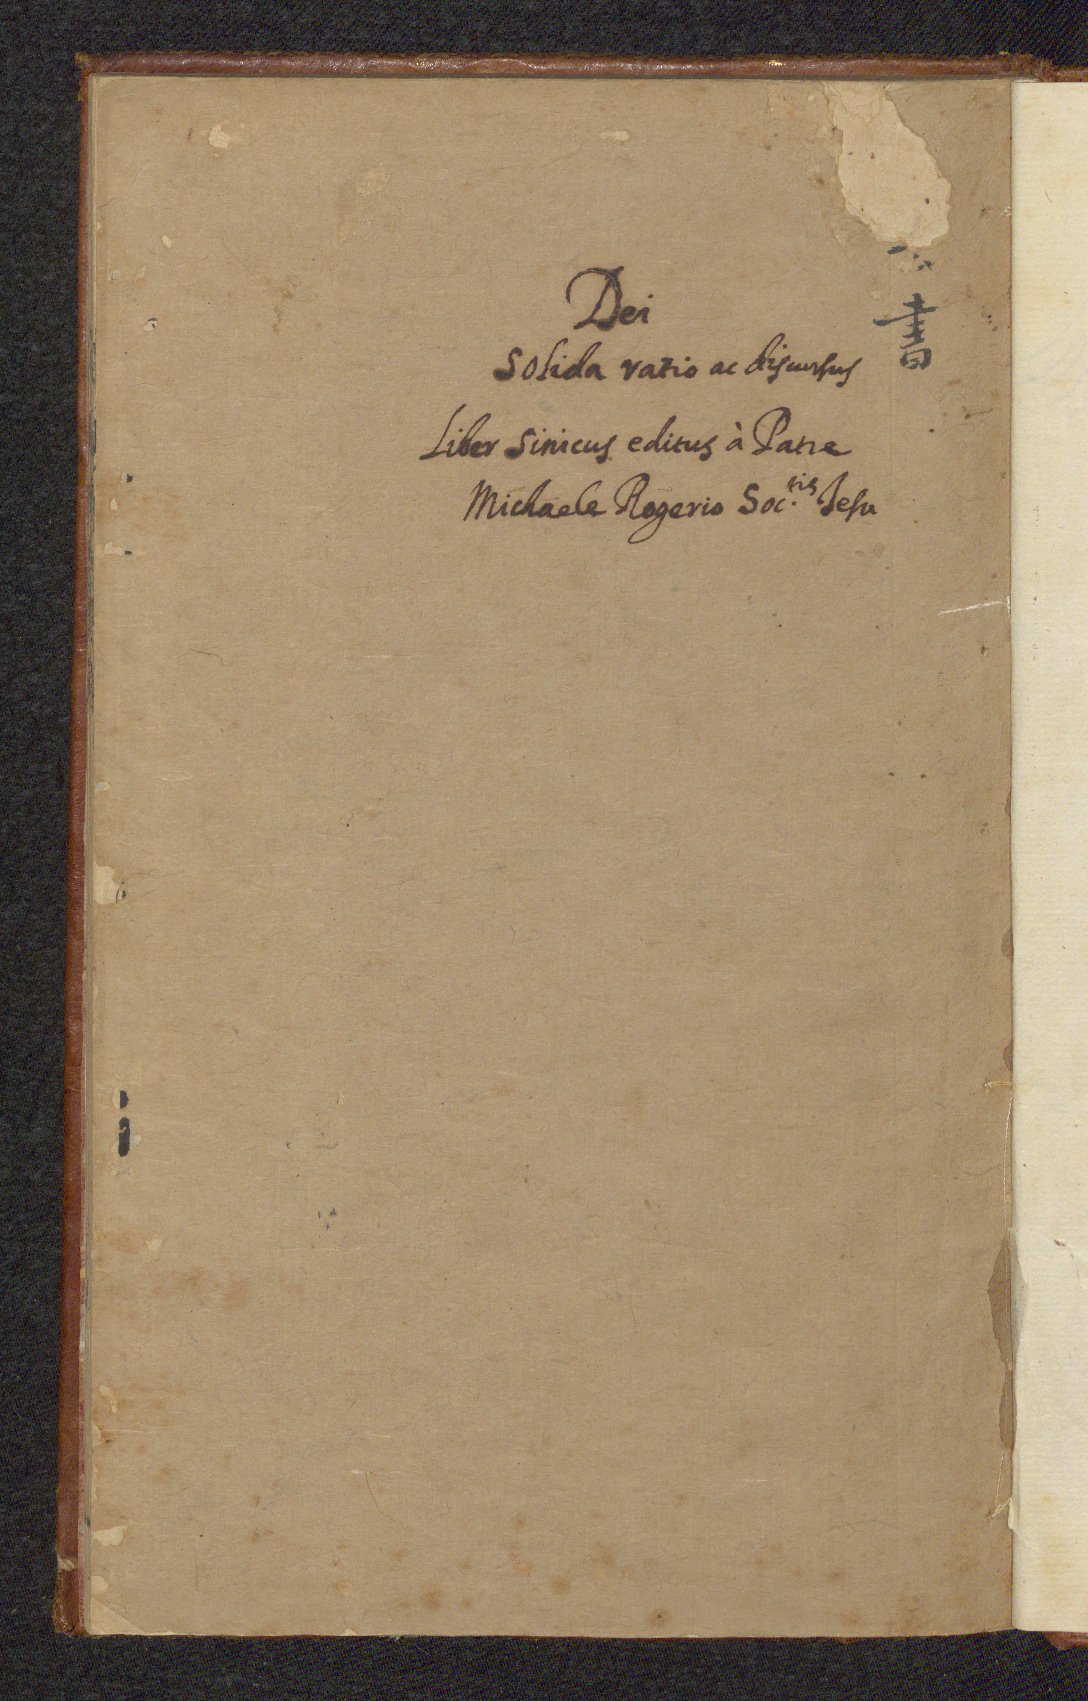 Dei
Solida ratio ac discursus
Liber Sinicus editus à Patre
Michaele Rogerio Soc.tis Jesu
書